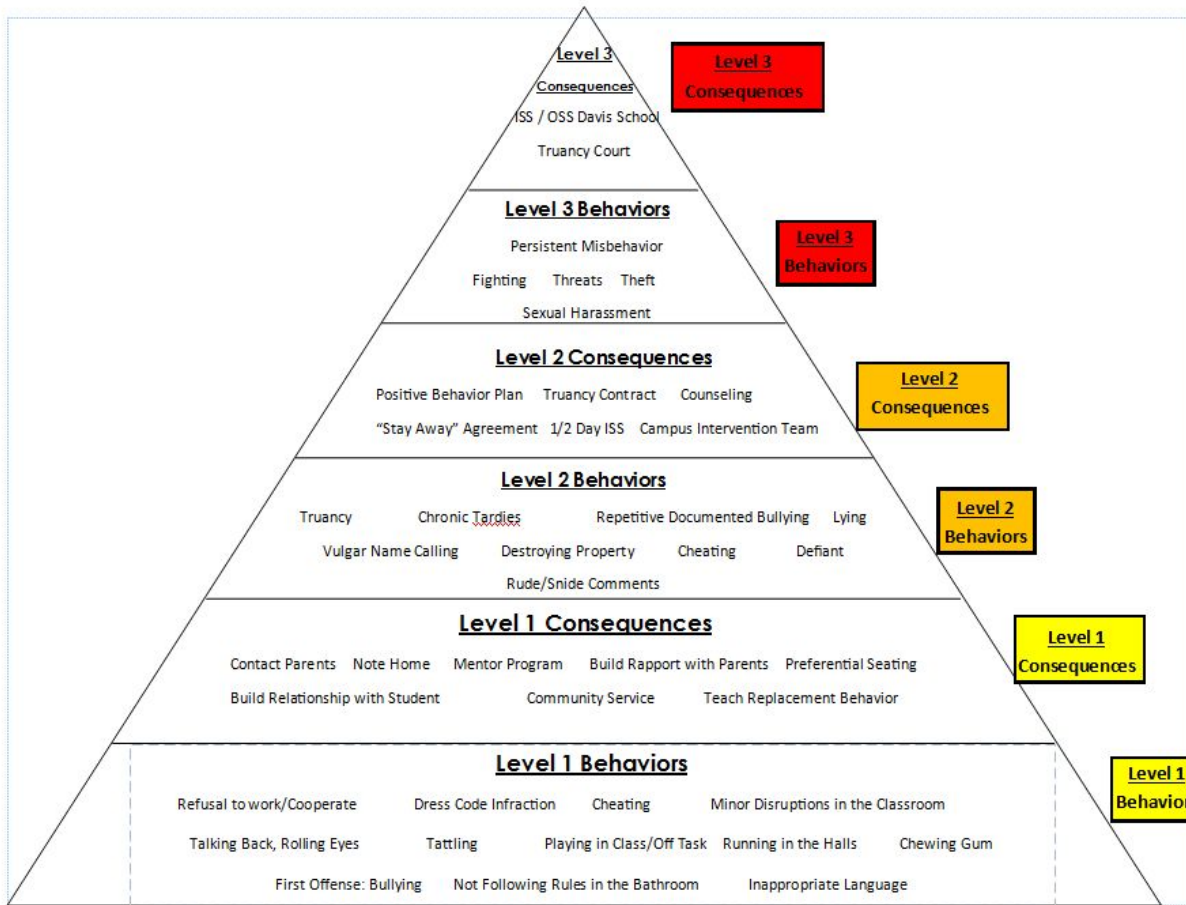 Level 3
Consequences
ISS / OSS Davis School
Truancy Court
Level 3
Consequences
Level 3 Behaviors
Persistent Misbehavior
Fighting Threats Theft
Sexual Harassment
Level 3
Behaviors
Level 2 Consequences
Positive Behavior Plan Truancy Contract Counseling
“Stay Away” Agreement 1/2 Day ISS Campus Intervention Team
Level 2
Consequences
Level 2 Behaviors
Truancy Chronic Tardies Repetitive Documented Bullying Lying
Vulgar Name Calling Destroying Property Cheating Defiant
Rude/Snide Comments
Level 2
Behaviors
Level 1 Consequences
Contact Parents Note Home Mentor Program Build Rapport with Parents Preferential Seating
Build Relationship with Student Community Service Teach Replacement Behavior
Level 1
Consequences
Level 1 Behaviors
Refusal to work/Cooperate Dress Code Infraction Cheating Minor Disruptions in the Classroom
Talking Back, Rolling Eyes Tattling Playing in Class/Off Task Running in the Halls Chewing Gum
First Offense: Bullying Not Following Rules in the Bathroom Inappropriate Language
Level 1
Behavior